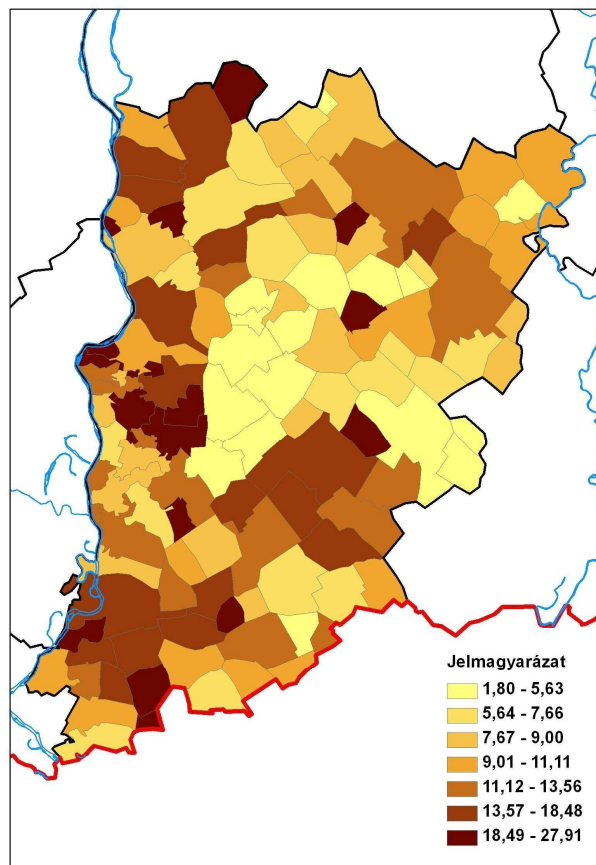 Jelmagyarázat
1,80 - 5,63
5,64 - 7,66
7,67 - 9,00
9,01 - 11,11
11,12 - 13,56
13,57 - 18,48
18,49 - 27,91